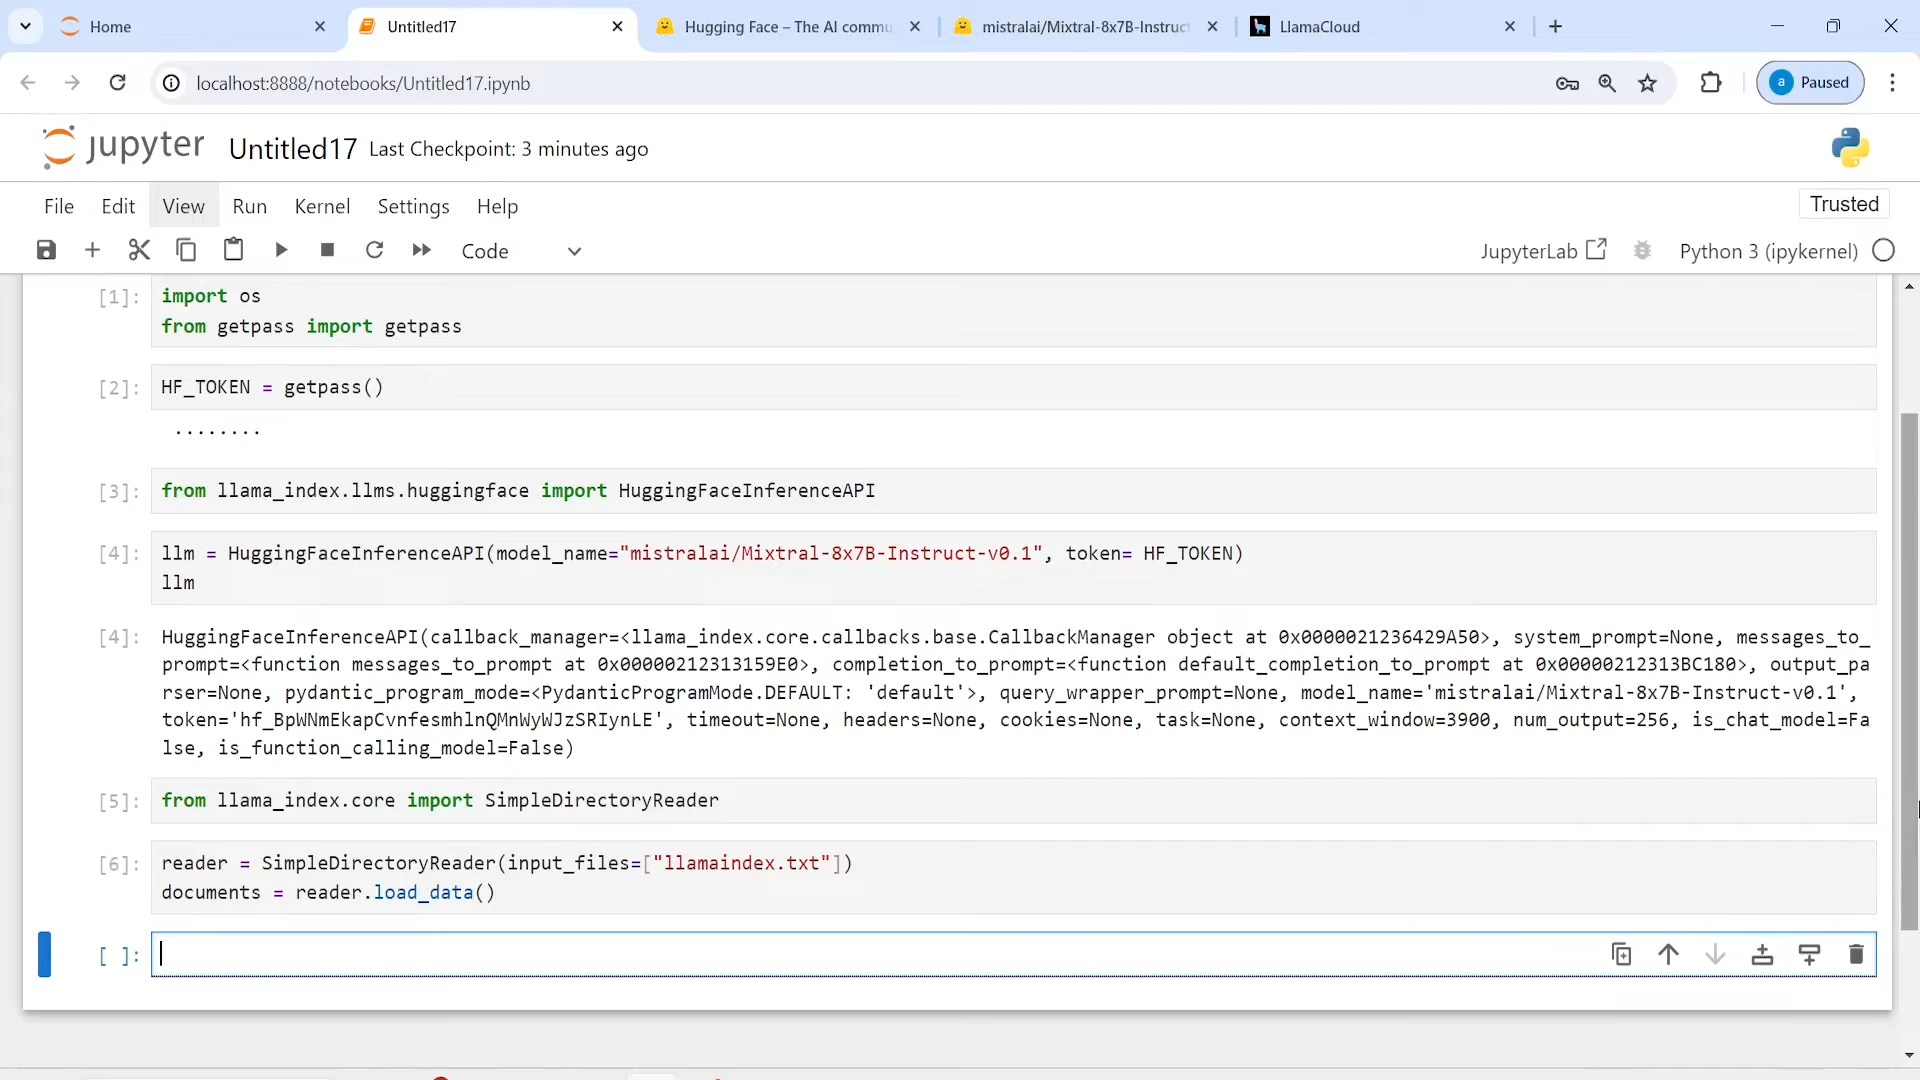 Home
Untitled17
Hugging Face – The AI commu
mistralai/Mixtral-8x7B-Instruct
LlamaCloud
localhost:8888/notebooks/Untitled17.ipynb
a Paused
jupyter Untitled17 Last Checkpoint: 3 minutes ago
File Edit View Run Kernel Settings Help
Trusted
Code
JupyterLab
Python 3 (ipykernel)
[1]: import os
from getpass import getpass
[2]: HF_TOKEN = getpass()
........
[3]: from llama_index.llms.huggingface import HuggingFaceInferenceAPI
[4]: llm = HuggingFaceInferenceAPI(model_name="mistralai/Mixtral-8x7B-Instruct-v0.1", token= HF_TOKEN)
llm
[4]: HuggingFaceInferenceAPI(callback_manager=<llama_index.core.callbacks.base.CallbackManager object at 0x0000021236429A50>, system_prompt=None, messages_to_
prompt=<function messages_to_prompt at 0x00000212313159E0>, completion_to_prompt=<function default_completion_to_prompt at 0x00000212313BC180>, output_pa
rser=None, pydantic_program_mode=<PydanticProgramMode.DEFAULT: 'default'>, query_wrapper_prompt=None, model_name='mistralai/Mixtral-8x7B-Instruct-v0.1',
token='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', timeout=None, headers=None, cookies=None, task=None, context_window=3900, num_output=256, is_chat_model=Fa
lse, is_function_calling_model=False)
[5]: from llama_index.core import SimpleDirectoryReader
[6]: reader = SimpleDirectoryReader(input_files=["llamaindex.txt"])
documents = reader.load_data()
[ ]: